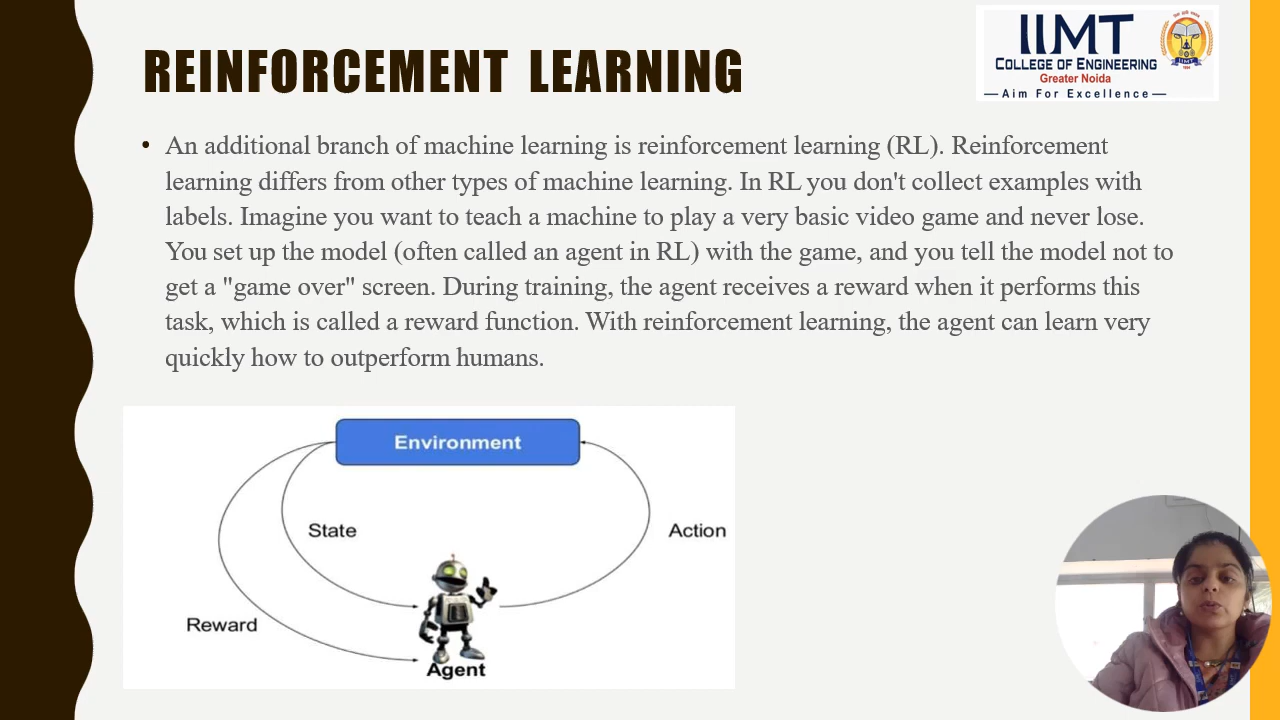 REINFORCEMENT LEARNING
IIMT
COLLEGE OF ENGINEERING
Greater Noida
Aim For Excellence
IIMT
• An additional branch of machine learning is reinforcement learning (RL). Reinforcement
learning differs from other types of machine learning. In RL you don't collect examples with
labels. Imagine you want to teach a machine to play a very basic video game and never lose.
You set up the model (often called an agent in RL) with the game, and you tell the model not to
get a "game over" screen. During training, the agent receives a reward when it performs this
task, which is called a reward function. With reinforcement learning, the agent can learn very
quickly how to outperform humans.
Environment
State
Action
Reward
Agent